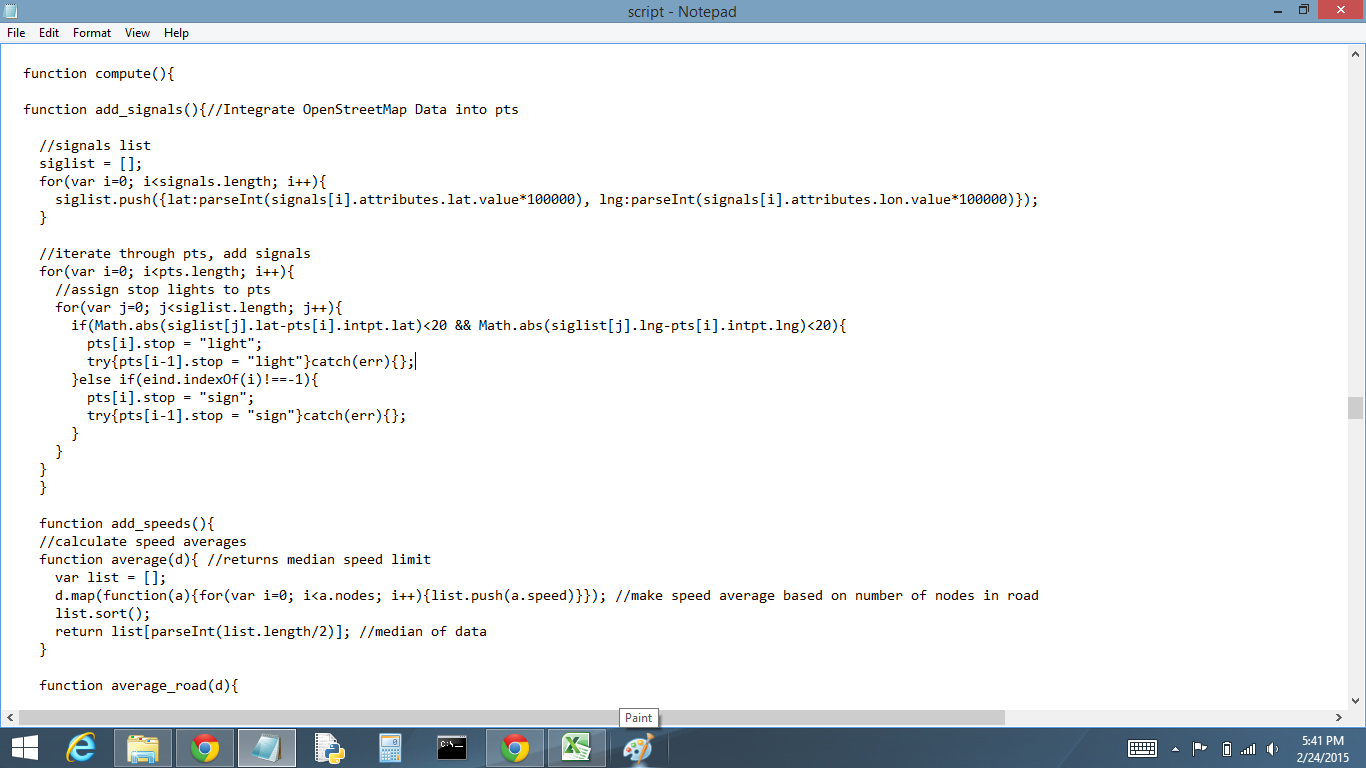 script - Notepad
File Edit Format View Help
function compute(){
function add_signals(){//Integrate OpenStreetMap Data into pts
//signals list
siglist = [];
for(var i=0; i<signals.length; i++){
siglist.push({lat:parseInt(signals[i].attributes.lat.value*100000), lng:parseInt(signals[i].attributes.lon.value*100000)});
}
//iterate through pts, add signals
for(var i=0; i<pts.length; i++){
//assign stop lights to pts
for(var j=0; j<siglist.length; j++){
if(Math.abs(siglist[j].lat-pts[i].intpt.lat)<20 && Math.abs(siglist[j].lng-pts[i].intpt.lng)<20){
pts[i].stop = "light";
try{pts[i-1].stop = "light"}catch(err){};
}else if(eind.indexOf(i)!==-1){
pts[i].stop = "sign";
try{pts[i-1].stop = "sign"}catch(err){};
}
}
}
}
function add_speeds(){
//calculate speed averages
function average(d){ //returns median speed limit
var list = [];
d.map(function(a){for(var i=0; i<a.nodes; i++){list.push(a.speed)}}); //make speed average based on number of nodes in road
list.sort();
return list[parseInt(list.length/2)]; //median of data
}
function average_road(d){
Paint
C:\_
5:41 PM
2/24/2015